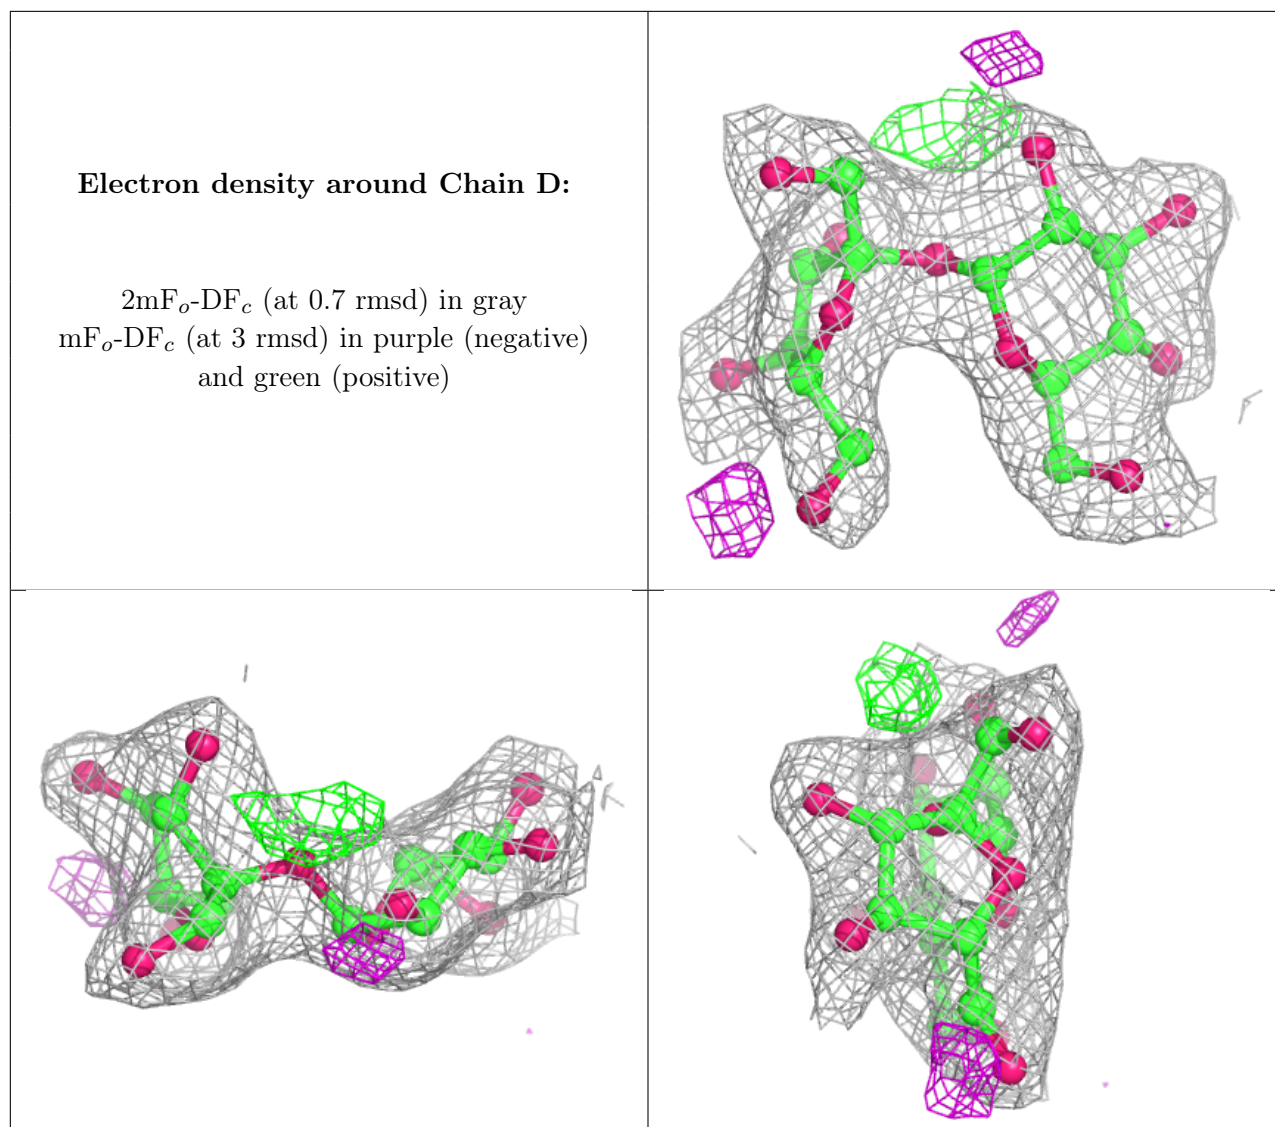 Electron density around Chain D:
2mFo-DFc (at 0.7 rmsd) in gray
mFo-DFc (at 3 rmsd) in purple (negative)
and green (positive)